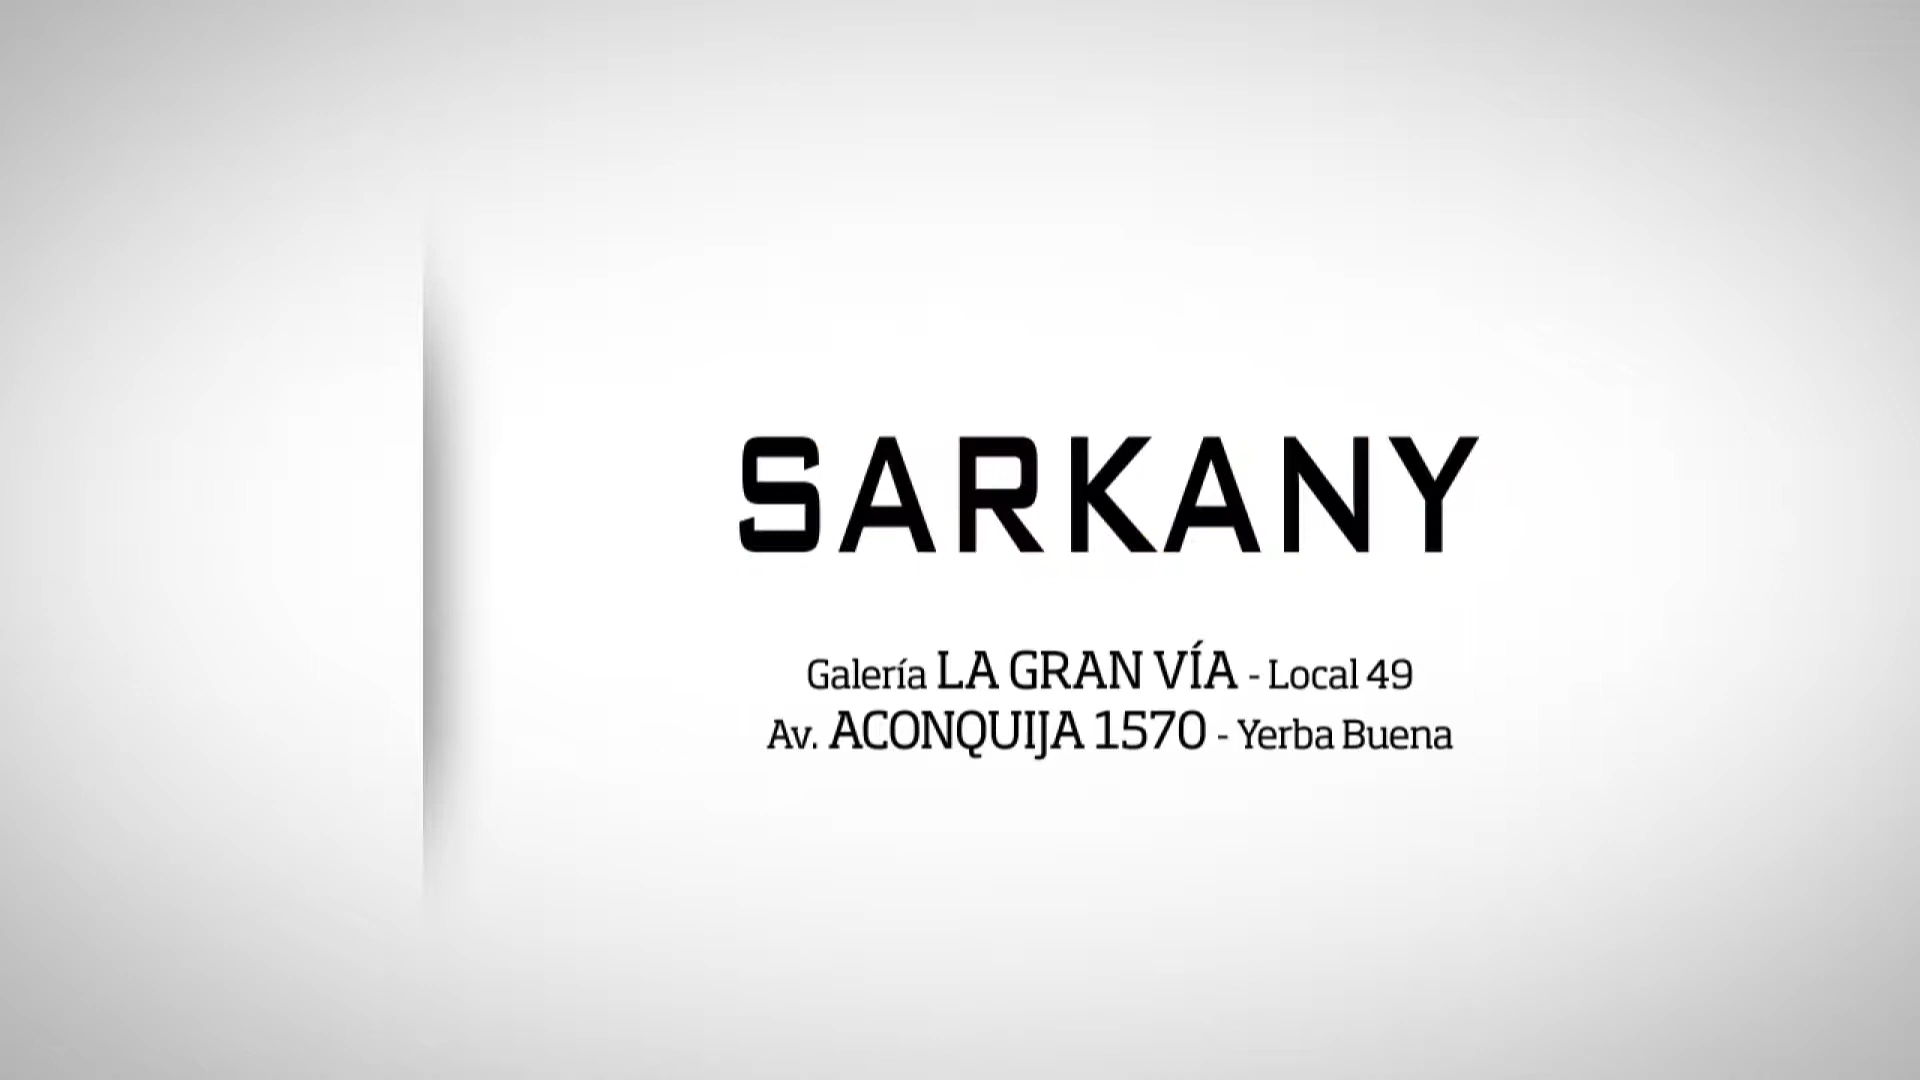 SARKANY
Galería LA GRAN VÍA - Local 49
Av. ACONQUIJA 1570 - Yerba Buena